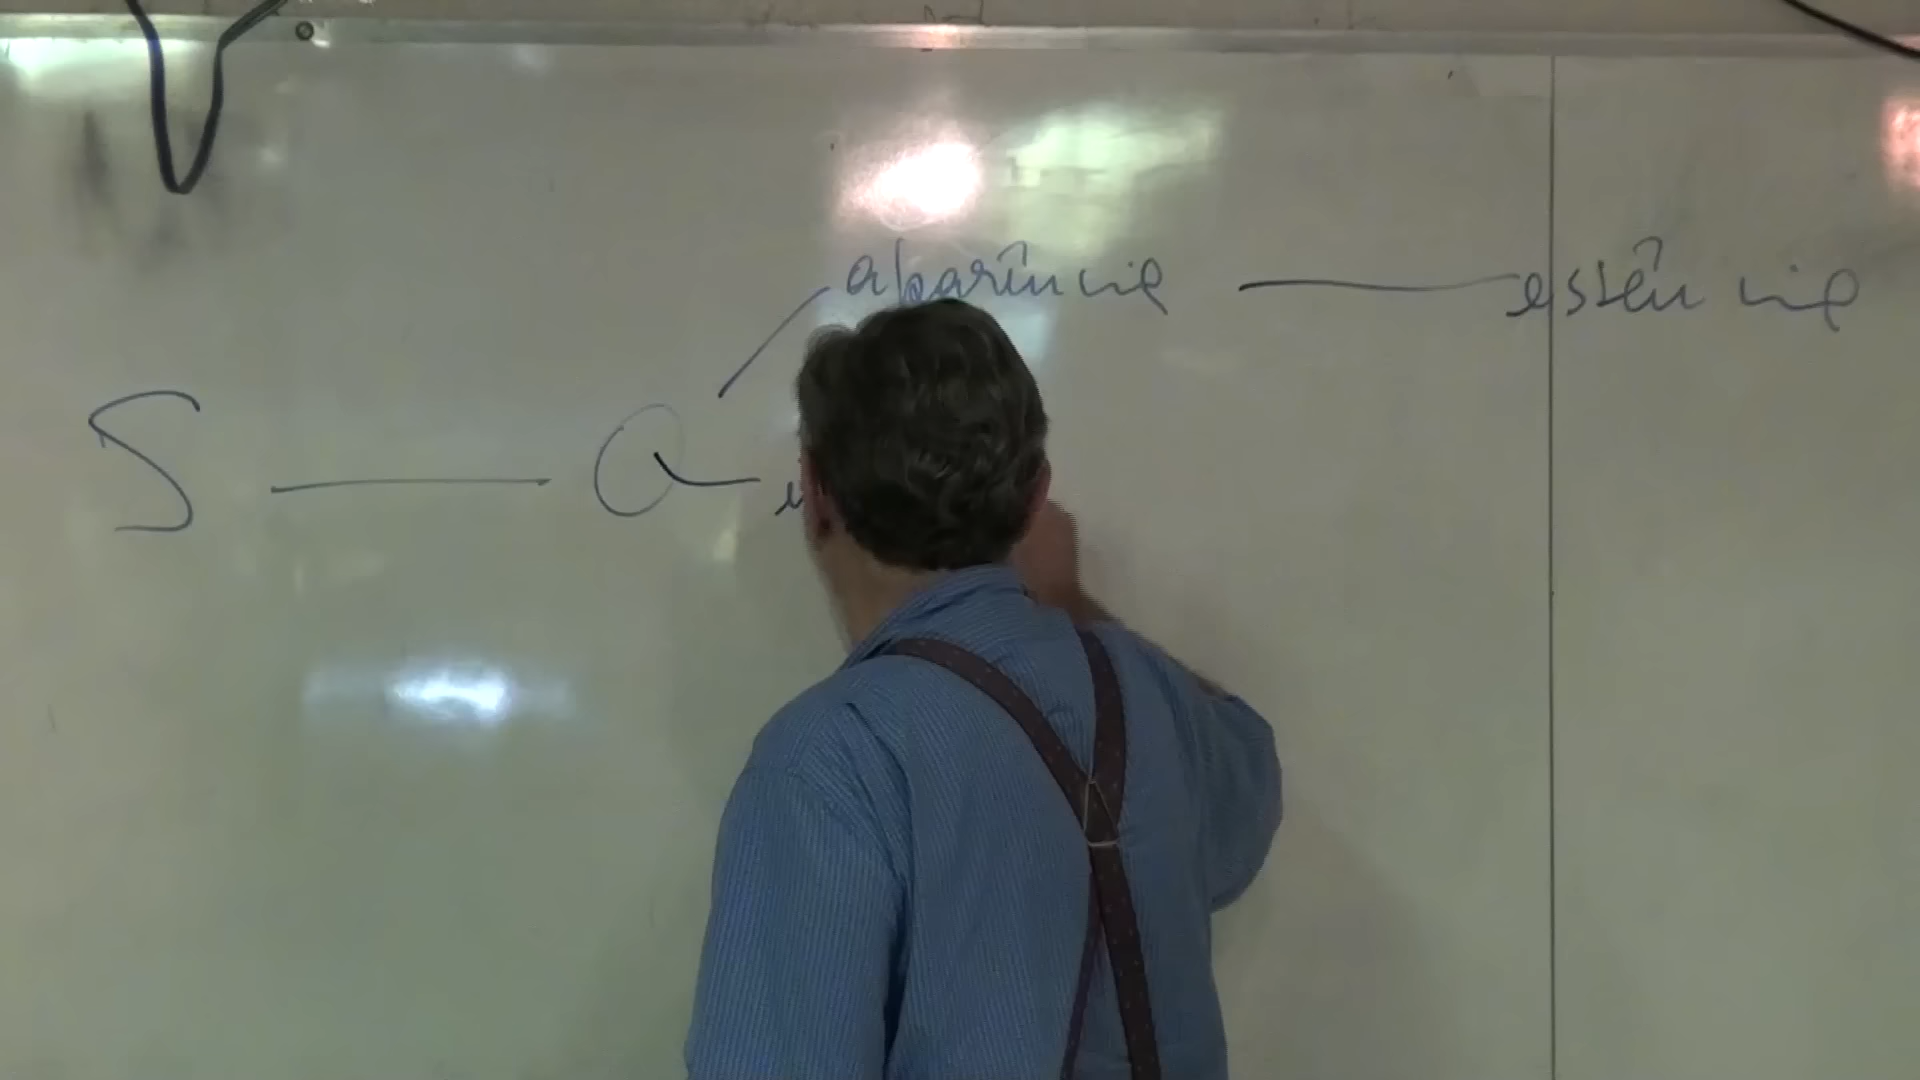 aparência — essência
S — O —